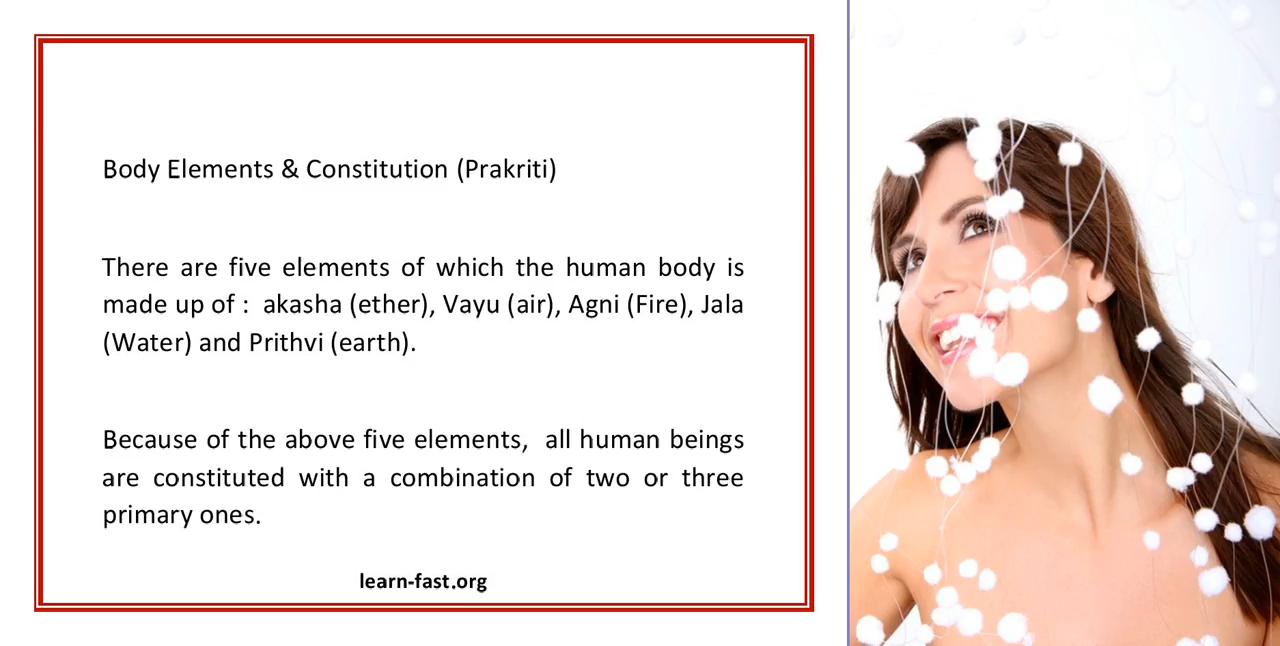 Body Elements & Constitution (Prakriti)
There are five elements of which the human body is
made up of :  akasha (ether), Vayu (air), Agni (Fire), Jala
(Water) and Prithvi (earth).
Because of the above five elements,  all human beings
are constituted with a combination of two or three
primary ones.
learn-fast.org